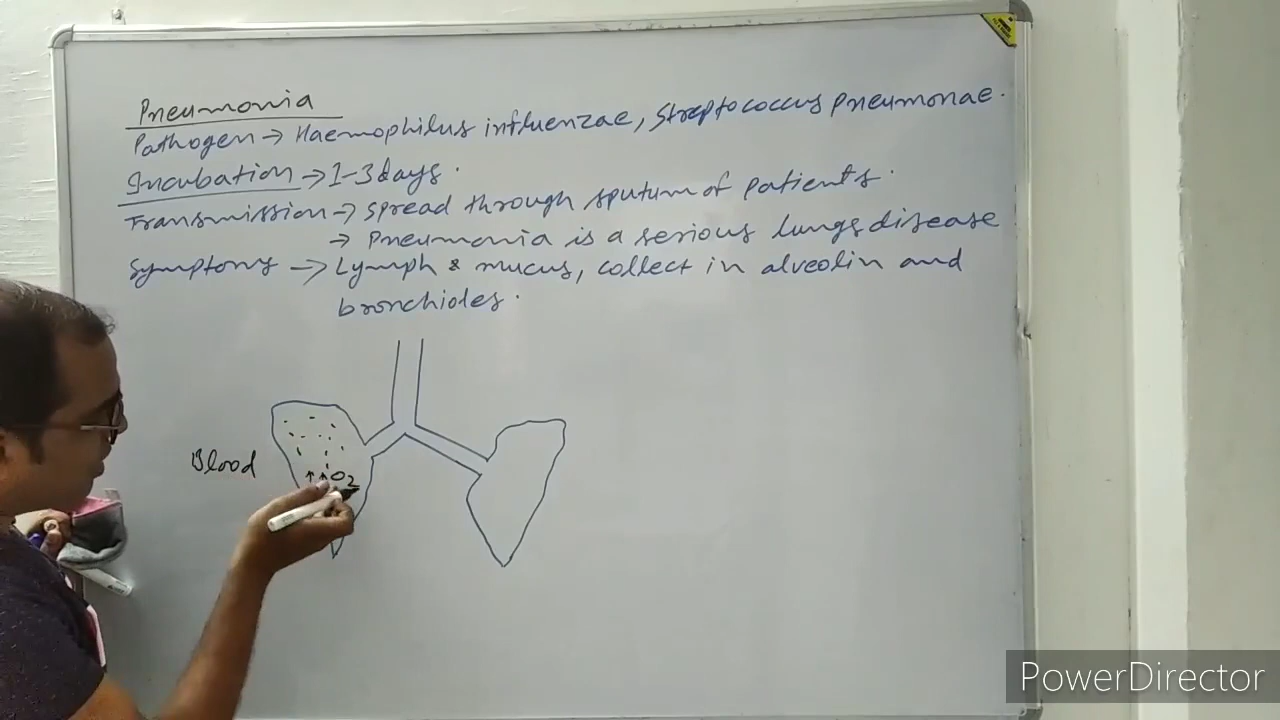 Pneumonia
Pathogen → Haemophilus influenzae, Streptococcus pneumonae.
Incubation → 1-3 days.
Transmission → spread through sputum of patients.
→ Pneumonia is a serious lungs disease
Symptoms → Lymph & mucus, collect in alveolin and
bronchioles.
Blood
↑ ↑ O2
PowerDirector